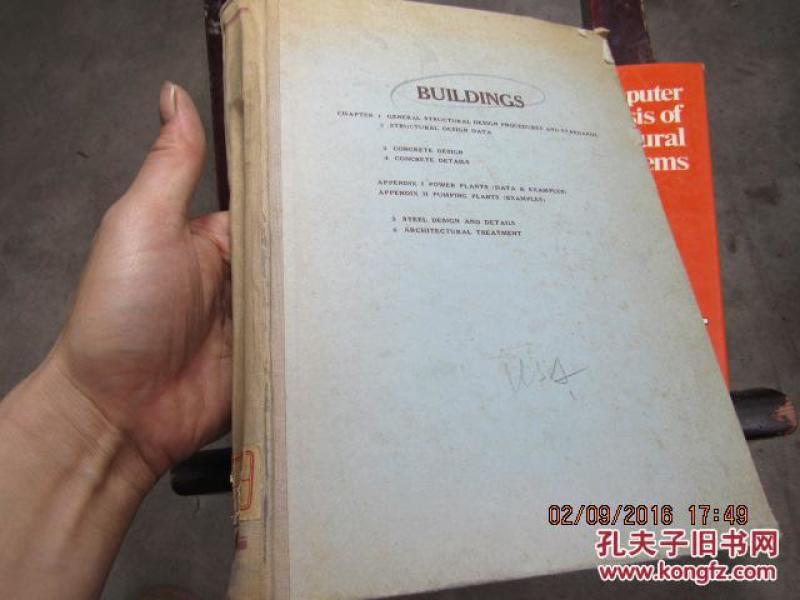 BUILDINGS
CHAPTER 1 GENERAL STRUCTURAL DESIGN PROCEDURES AND STANDARDS
2 STRUCTURAL DESIGN DATA
3 CONCRETE DESIGN
4 CONCRETE DETAILS
APPENDIX I POWER PLANTS (DATA & EXAMPLES)
APPENDIX II PUMPING PLANTS (EXAMPLES)
5 STEEL DESIGN AND DETAILS
6 ARCHITECTURAL TREATMENT
USA
puter
sis of
ural
ems
02/09/2016 17:49
孔夫子旧书网
www.kongfz.com